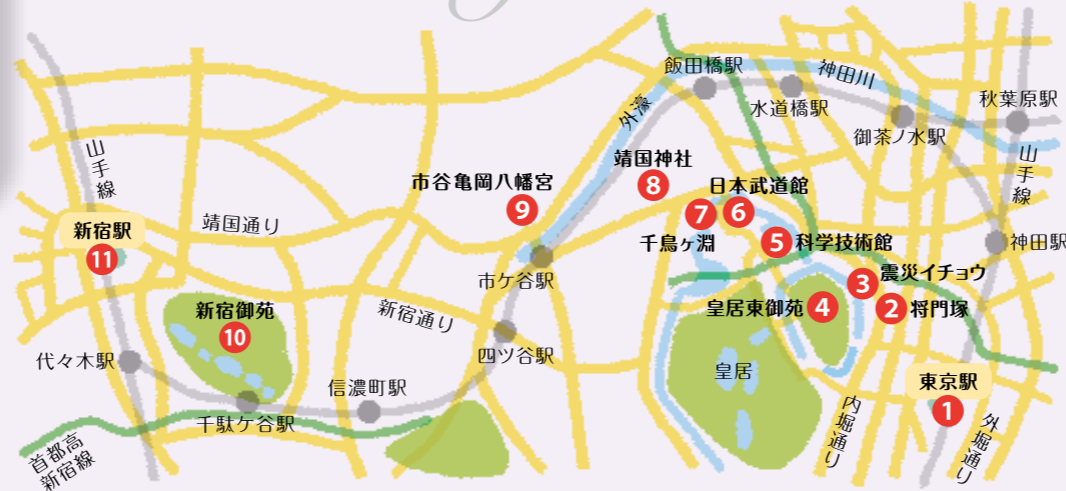 飯田橋駅
神田川
水道橋駅
秋葉原駅
御茶ノ水駅
外濠
山手線
山手線
靖国神社
8
市谷亀岡八幡宮
9
日本武道館
7
6
千鳥ヶ淵
5
科学技術館
靖国通り
新宿駅
11
神田駅
市ケ谷駅
震災イチョウ
3
新宿御苑
10
新宿通り
皇居東御苑
4
2
将門塚
代々木駅
四ツ谷駅
皇居
信濃町駅
東京駅
1
千駄ケ谷駅
内堀通り
外堀通り
首都高
新宿線